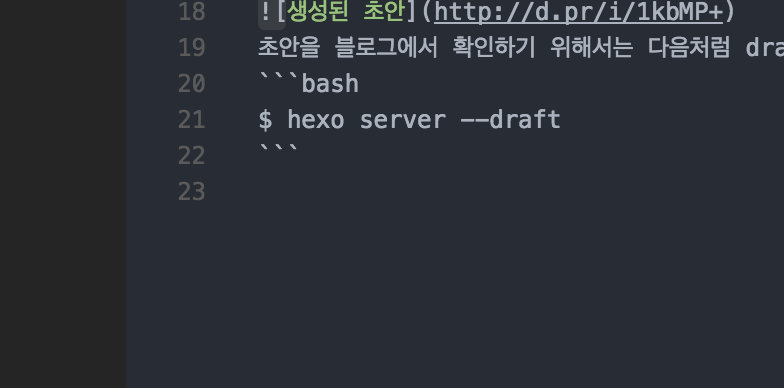 18 ![생성된 초안](http://d.pr/i/1kbMP+)
19 초안을 블로그에서 확인하기 위해서는 다음처럼 dra
20 ```bash
21 $ hexo server --draft
22 ```
23